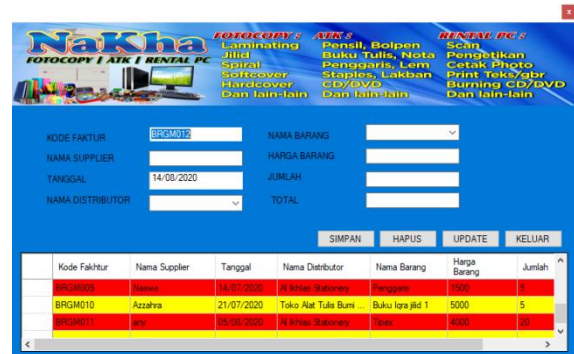 x
NaKha
FOTOCOPY | ATK | RENTAL PC
FOTOCOPY :
Laminating
Jilid
Spiral
Softcover
Hardcover
Dan lain-lain
ATK :
Pensil, Bolpen
Buku Tulis, Nota
Penggaris, Lem
Staples, Lakban
CD/DVD
Dan lain-lain
RENTAL PC :
Scan
Pengetikan
Cetak Photo
Print Teks/gbr
Burning CD/DVD
Dan lain-lain
KODE FAKTUR BRGM012
NAMA SUPPLIER
TANGGAL 14/08/2020
NAMA DISTRIBUTOR
NAMA BARANG
HARGA BARANG
JUMLAH
TOTAL
SIMPAN HAPUS UPDATE KELUAR
Kode Fakhtur Nama Supplier Tanggal Nama Distributor Nama Barang Harga Barang Jumlah
BRGM009 Naswa 14/07/2020 Al Ikhlas Stationery Penggaris 1500 5
BRGM010 Azzahra 21/07/2020 Toko Alat Tulis Bumi ... Buku Iqra jilid 1 5000 5
BRGM011 any 05/08/2020 Al Ikhlas Stationery Tipex 4000 20